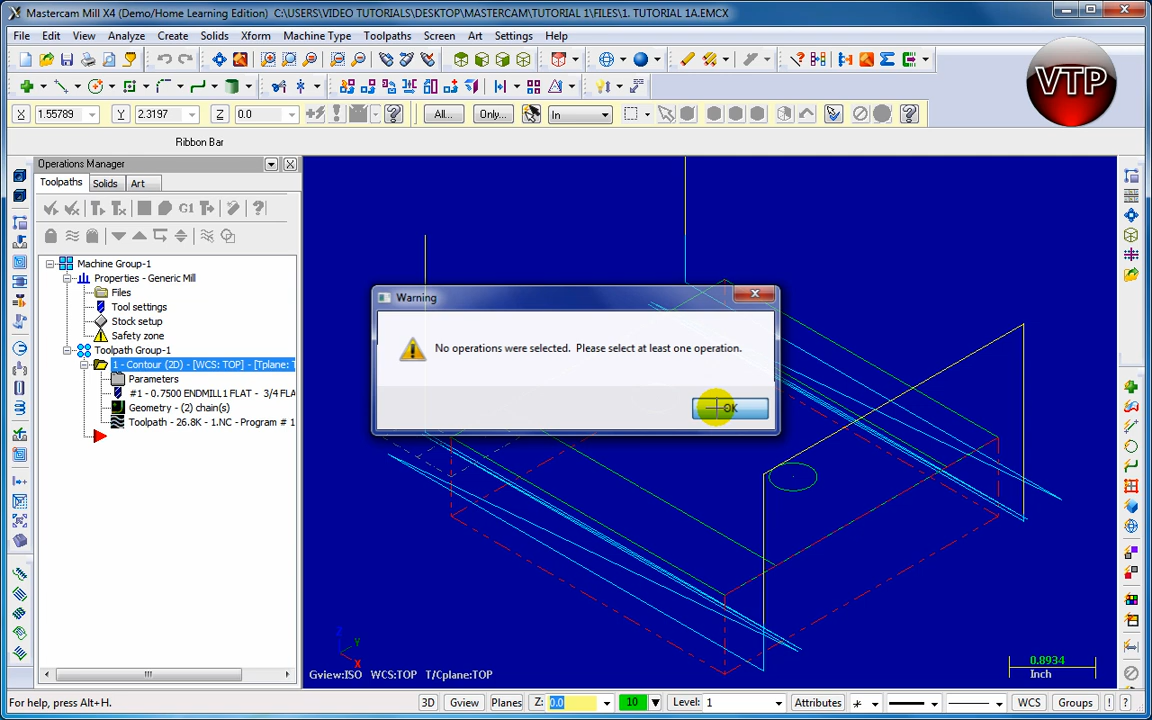 Mastercam Mill X4 (Demo/Home Learning Edition) C:\USERS\VIDEO TUTORIALS\DESKTOP\MASTERCAM\TUTORIAL 1\FILES\1. TUTORIAL 1A.EMCX
File Edit View Analyze Create Solids Xform Machine Type Toolpaths Screen Art Settings Help
VTP
X 1.55789 Y 2.3197 Z 0.0 All... Only... In
Ribbon Bar
Operations Manager
Toolpaths Solids Art
G1
Machine Group-1
Properties - Generic Mill
Files
Tool settings
Stock setup
Safety zone
Toolpath Group-1
1 - Contour (2D) - [WCS: TOP] - [Tplane:
Parameters
#1 - 0.7500 ENDMILL1 FLAT - 3/4 FLA
Geometry - (2) chain(s)
Toolpath - 26.8K - 1.NC - Program # 1
Warning
No operations were selected. Please select at least one operation.
OK
Z
Y
X
Gview:ISO WCS:TOP T/Cplane:TOP
0.8934
Inch
For help, press Alt+H.
3D Gview Planes Z: 0.0 10 Level: 1 Attributes WCS Groups ! ?